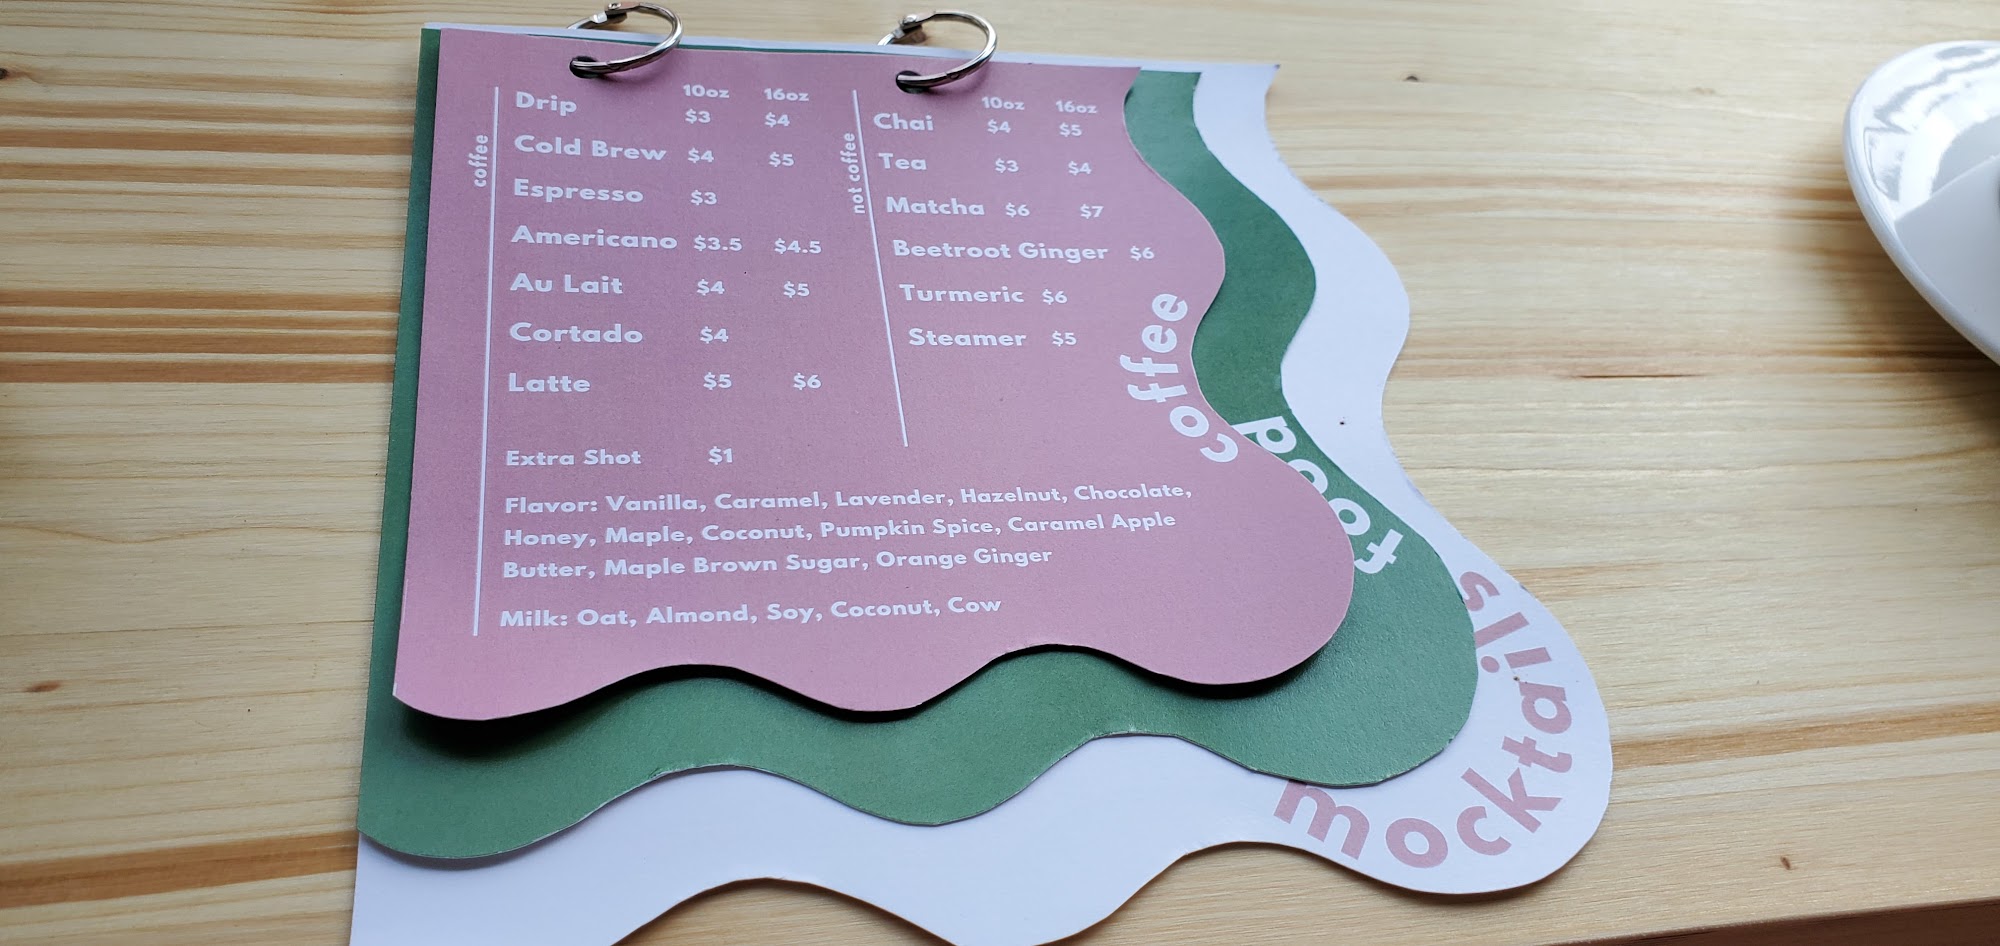 coffee
10oz 16oz
Drip $3 $4
Cold Brew $4 $5
Espresso $3
Americano $3.5 $4.5
Au Lait $4 $5
Cortado $4
Latte $5 $6
Extra Shot $1
not coffee
10oz 16oz
Chai $4 $5
Tea $3 $4
Matcha $6 $7
Beetroot Ginger $6
Turmeric $6
Steamer $5
Flavor: Vanilla, Caramel, Lavender, Hazelnut, Chocolate,
Honey, Maple, Coconut, Pumpkin Spice, Caramel Apple
Butter, Maple Brown Sugar, Orange Ginger
Milk: Oat, Almond, Soy, Coconut, Cow
coffee
food
mocktails